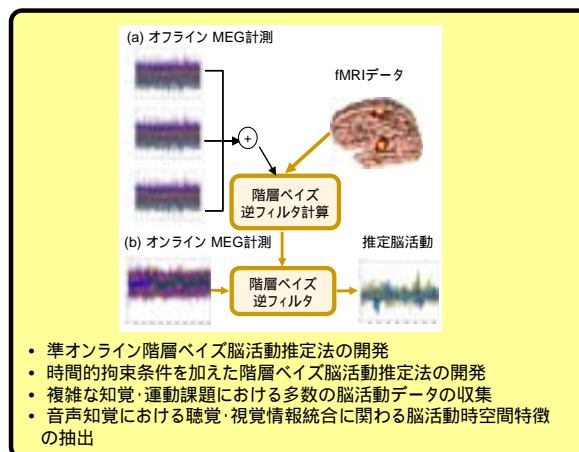 (a) オフライン MEG計測
fMRIデータ
+
階層ベイズ
逆フィルタ計算
(b) オンライン MEG計測
推定脳活動
階層ベイズ
逆フィルタ
• 準オンライン階層ベイズ脳活動推定法の開発
• 時間的拘束条件を加えた階層ベイズ脳活動推定法の開発
• 複雑な知覚・運動課題における多数の脳活動データの収集
• 音声知覚における聴覚・視覚情報統合に関わる脳活動時空間特徴
の抽出